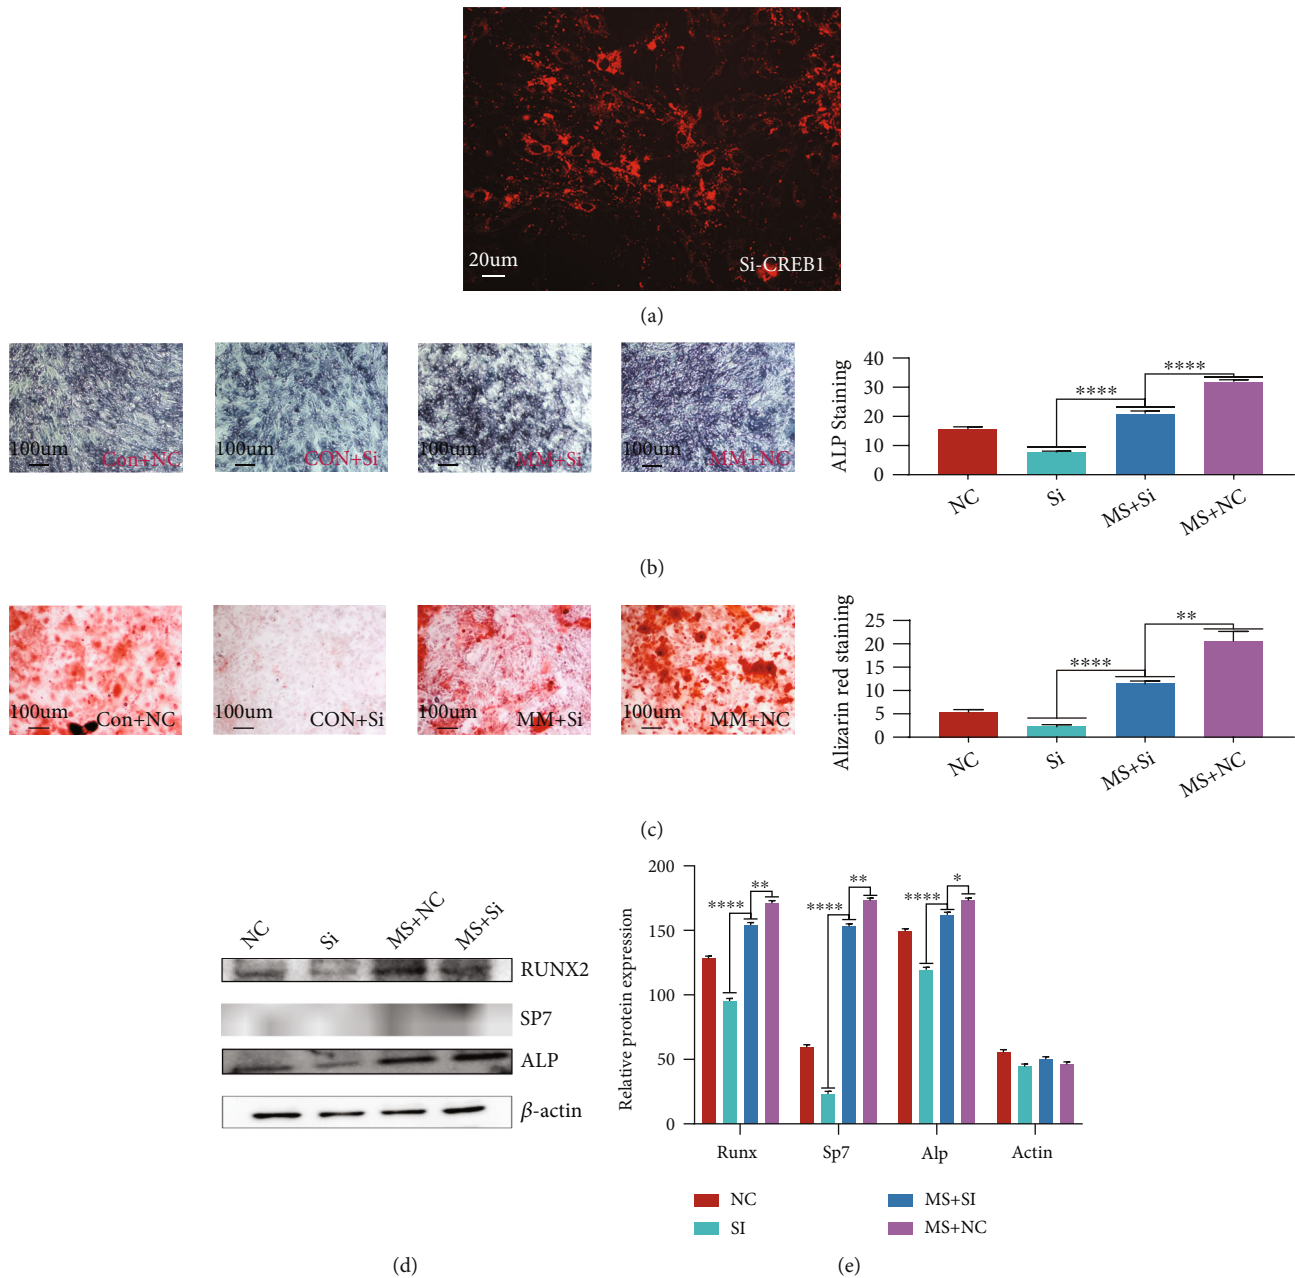 20um
Si-CREB1
(a)
100um
Con+NC
100um
CON+Si
100um
MM+Si
100um
MM+NC
ALP Staining
40
30
20
10
0
****
****
NC
Si
MS+Si
MS+NC
(b)
100um
Con+NC
100um
CON+Si
100um
MM+Si
100um
MM+NC
Alizarin red staining
25
20
15
10
5
0
****
**
NC
Si
MS+Si
MS+NC
(c)
NC
Si
MS+NC
MS+Si
RUNX2
SP7
ALP
β-actin
(d)
Relative protein expression
200
150
100
50
0
****
**
****
**
****
*
Runx
Sp7
Alp
Actin
NC
SI
MS+SI
MS+NC
(e)